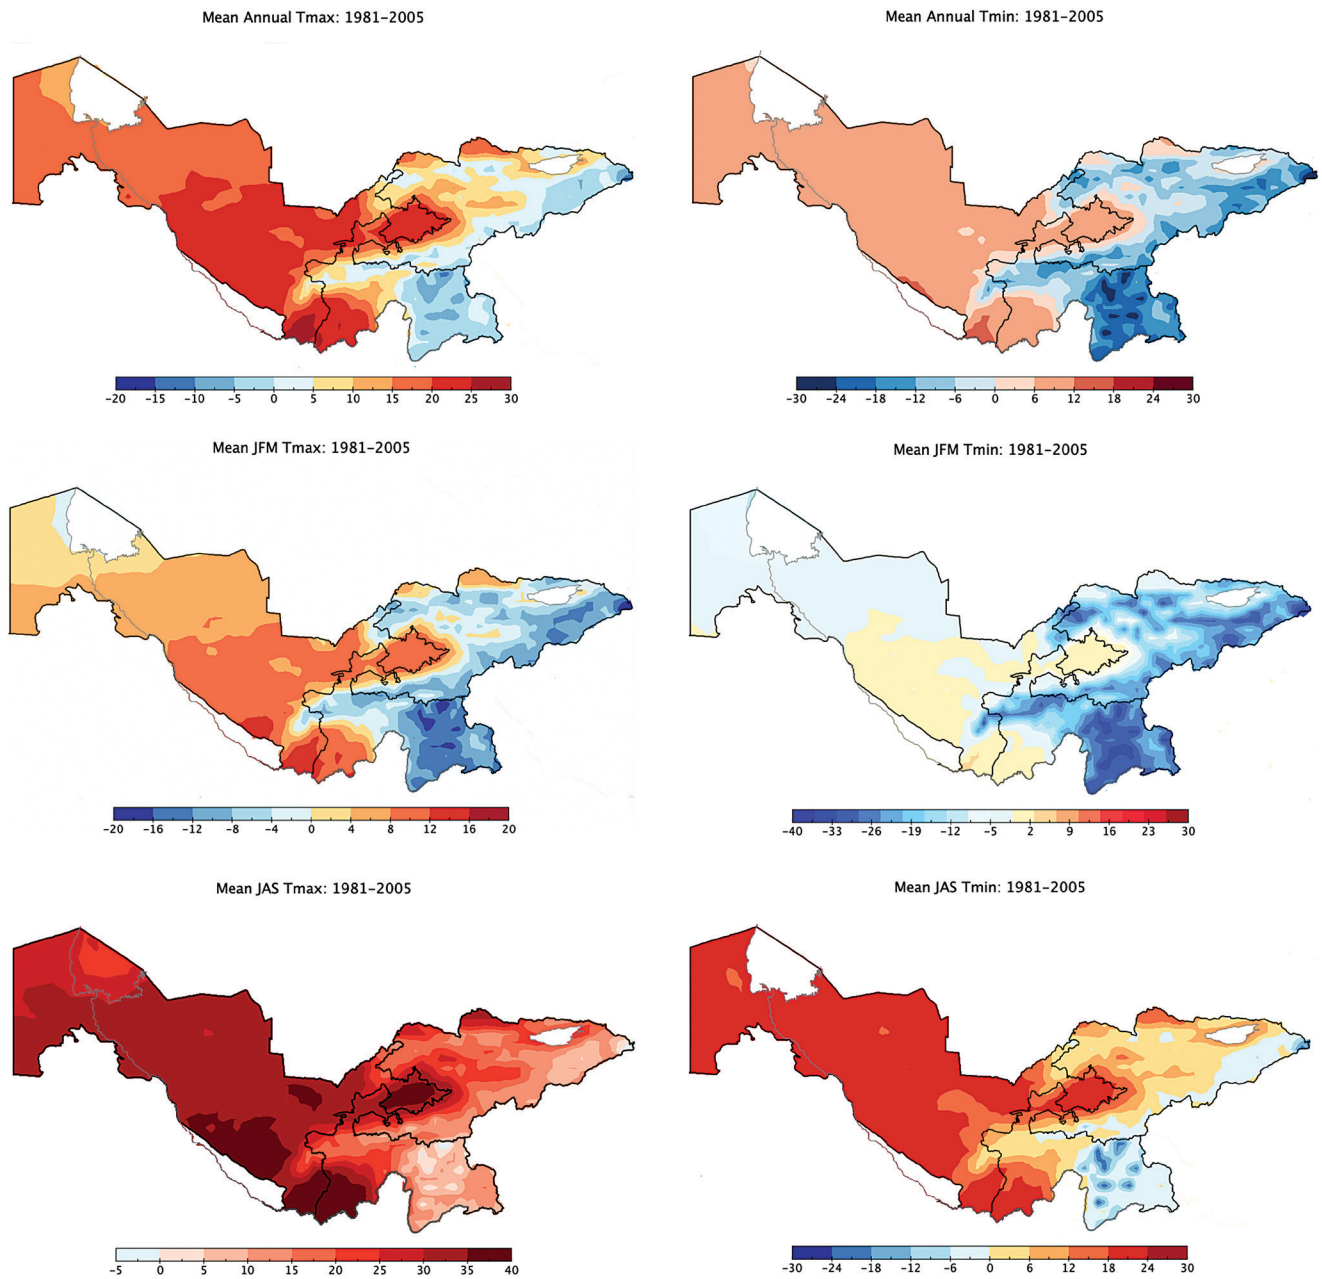 Mean Annual Tmax: 1981–2005
Mean Annual Tmin: 1981–2005
−20 −15 −10 −5 0 5 10 15 20 25 30
−30 −24 −18 −12 −6 0 6 12 18 24 30
Mean JFM Tmax: 1981–2005
Mean JFM Tmin: 1981–2005
−20 −16 −12 −8 −4 0 4 8 12 16 20
−40 −33 −26 −19 −12 −5 2 9 16 23 30
Mean JAS Tmax: 1981–2005
Mean JAS Tmin: 1981–2005
−5 0 5 10 15 20 25 30 35 40
−30 −24 −18 −12 −6 0 6 12 18 24 30